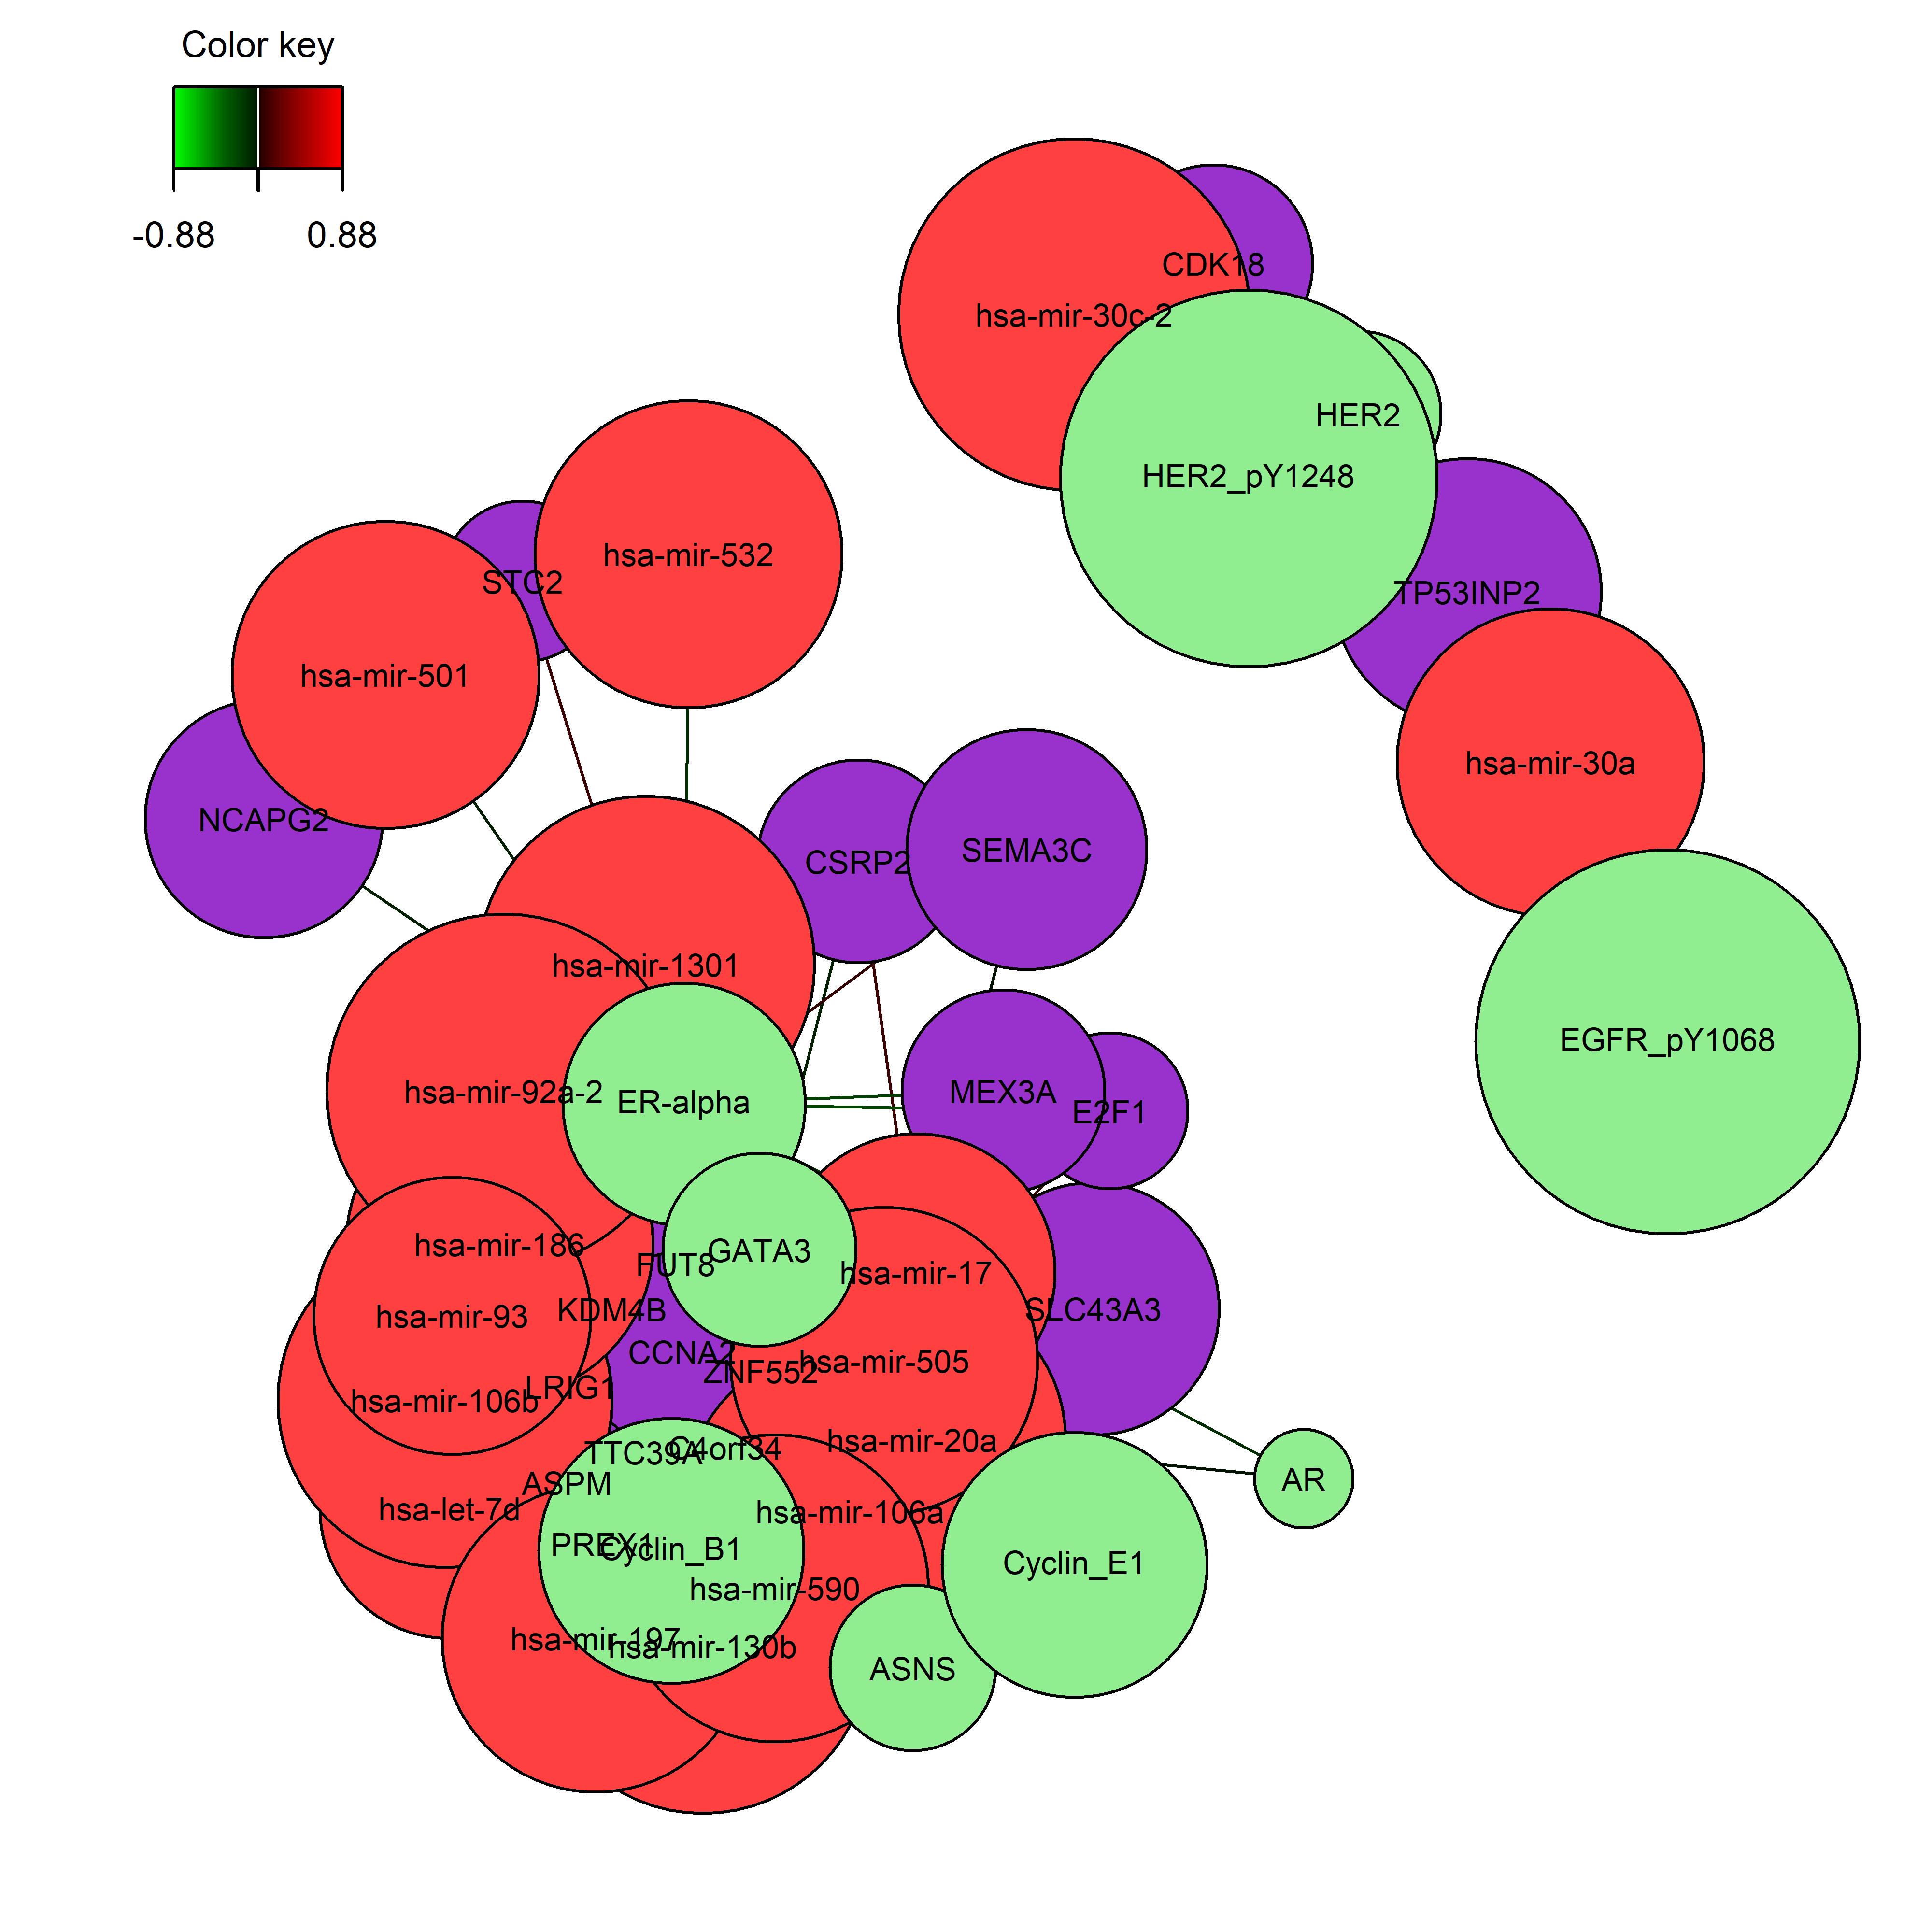 Color key
-0.88 0.88
CDK18
hsa-mir-30c-2
HER2
HER2_pY1248
hsa-mir-532
STC2
TP53INP2
hsa-mir-501
hsa-mir-30a
NCAPG2
SEMA3C
CSRP2
hsa-mir-1301
EGFR_pY1068
hsa-mir-92a-2
ER-alpha
MEX3A
E2F1
hsa-mir-186
GATA3
FUT8
hsa-mir-17
KDM4B
hsa-mir-93
SLC43A3
CCNA2
hsa-mir-505
ZNF552
LRIG1
hsa-mir-106b
hsa-mir-20a
C4orf34
TTC39A
AR
ASPM
hsa-let-7d
hsa-mir-106a
PREX1
Cyclin_B1
Cyclin_E1
hsa-mir-590
hsa-mir-197
hsa-mir-130b
ASNS